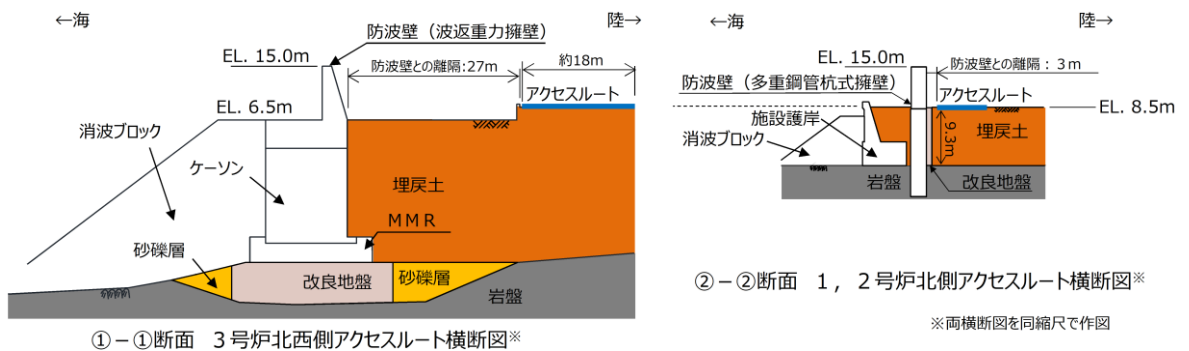 ←海
陸→
防波壁（波返重力擁壁）
EL. 15.0m
防波壁との離隔:27m
約18m
アクセスルート
EL. 6.5m
消波ブロック
ケーソン
埋戻土
MMR
砂礫層
改良地盤
砂礫層
岩盤
①－①断面　3号炉北西側アクセスルート横断図※
←海
陸→
EL. 15.0m
防波壁との離隔：3m
防波壁（多重鋼管杭式擁壁）
アクセスルート
EL. 8.5m
施設護岸
消波ブロック
9.3m
埋戻土
岩盤
改良地盤
②－②断面　1，2号炉北側アクセスルート横断図※
※両横断図を同縮尺で作図